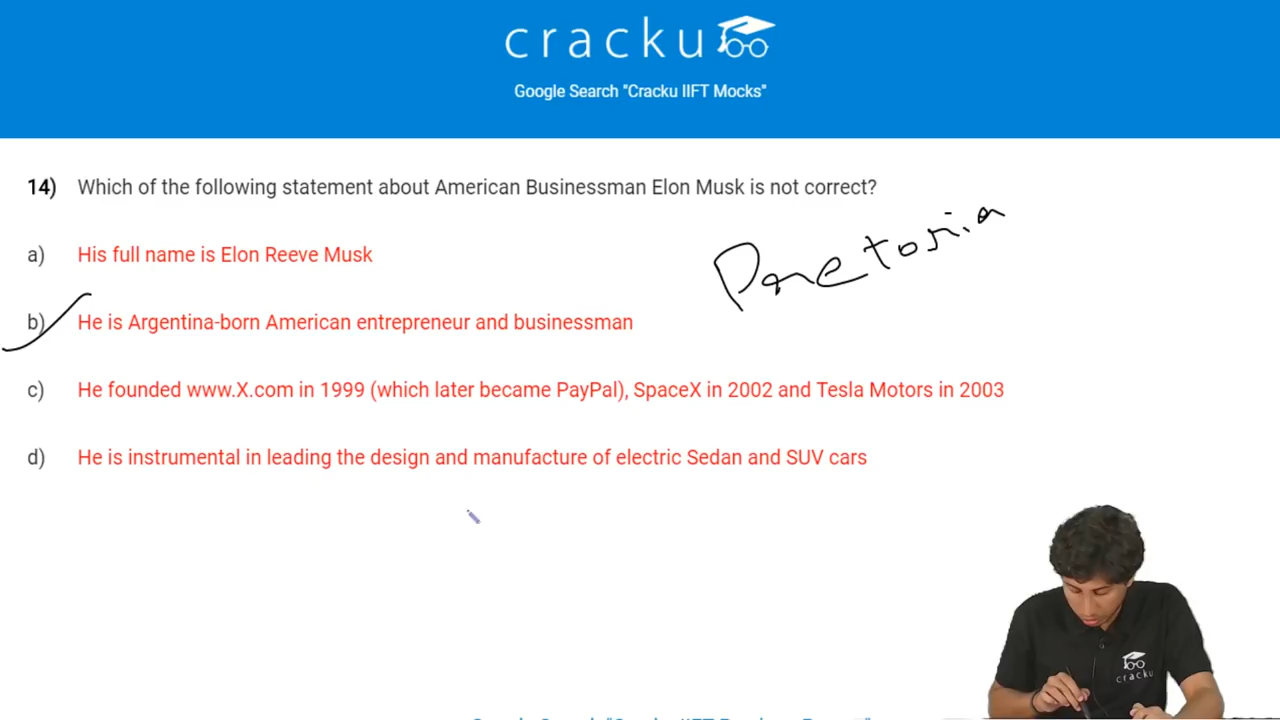 cracku
Google Search "Cracku IIFT Mocks"
14) Which of the following statement about American Businessman Elon Musk is not correct?
Praetoria
a) His full name is Elon Reeve Musk
b) He is Argentina-born American entrepreneur and businessman
c) He founded www.X.com in 1999 (which later became PayPal), SpaceX in 2002 and Tesla Motors in 2003
d) He is instrumental in leading the design and manufacture of electric Sedan and SUV cars
cracku